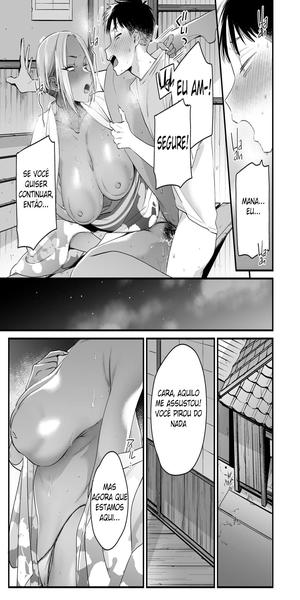 MANA...
EU...
EU AM-!
SEGURE!
SE VOCÊ
QUISER
CONTINUAR,
ENTÃO...
CARA, AQUILO
ME ASSUSTOU!
VOCÊ PIROU DO
NADA
MAS
AGORA QUE
ESTAMOS
AQUI...